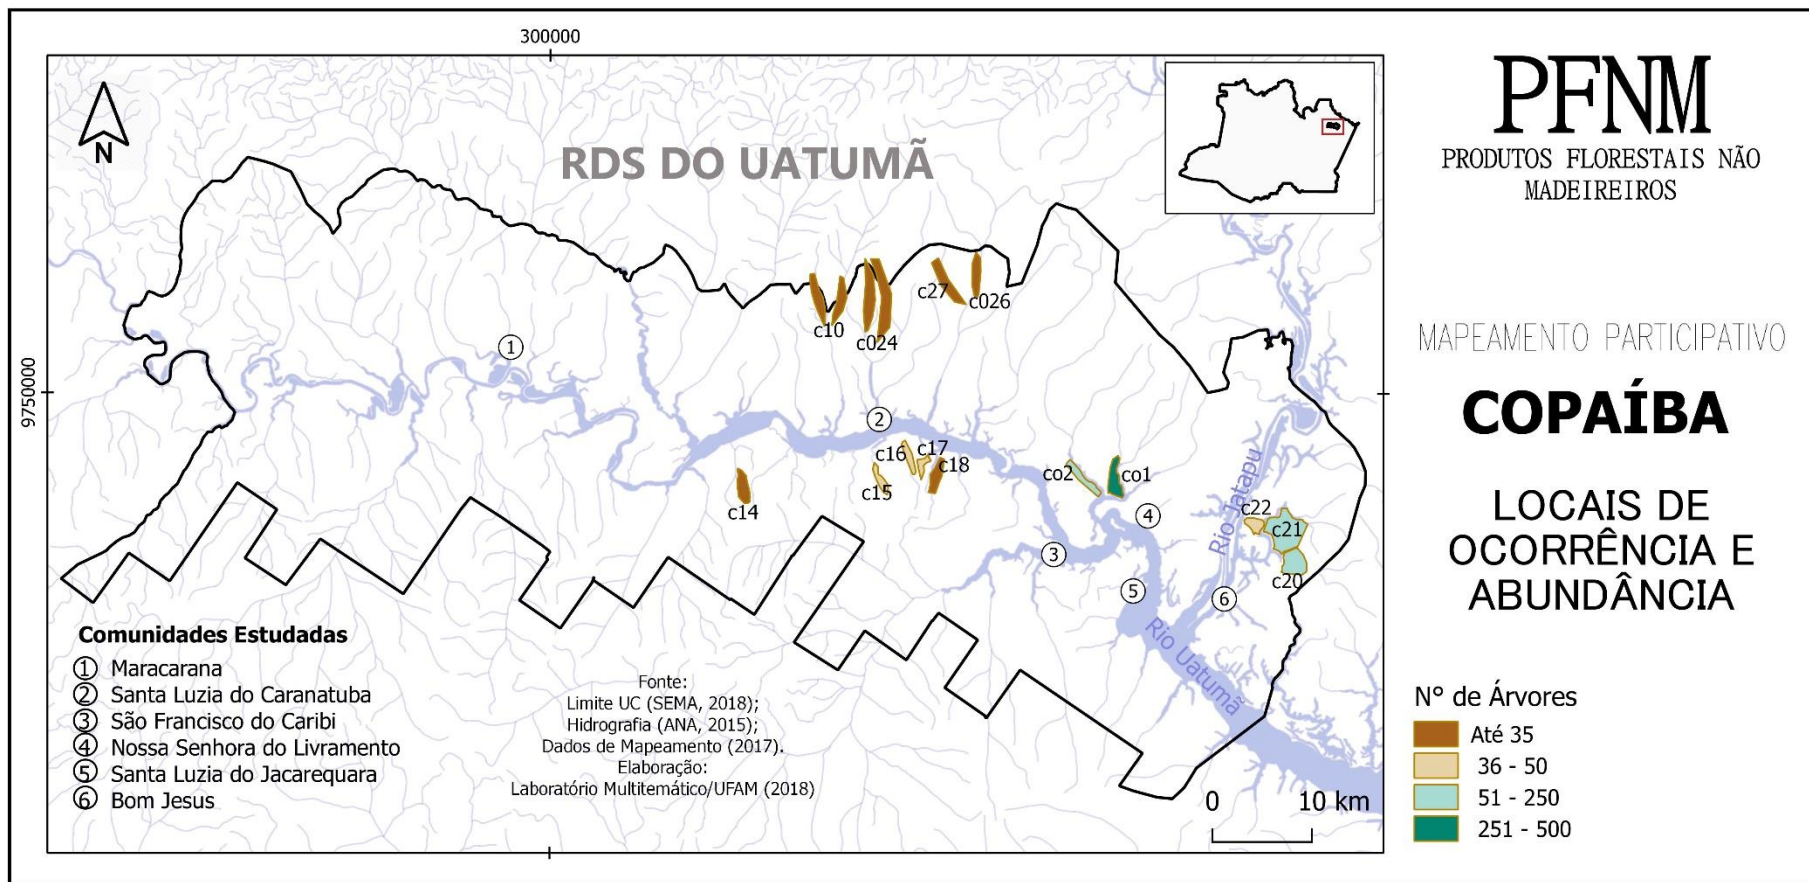 300000
9750000
N
RDS DO UATUMÃ
c10
c024
c27
c026
1
2
c16
c17
c18
c15
c14
co2
co1
4
3
5
6
c22
c21
c20
Rio Jatapu
Rio Uatumã
Comunidades Estudadas
1 Maracarana
2 Santa Luzia do Caranatuba
3 São Francisco do Caribi
4 Nossa Senhora do Livramento
5 Santa Luzia do Jacarequara
6 Bom Jesus
Fonte:
Limite UC (SEMA, 2018);
Hidrografia (ANA, 2015);
Dados de Mapeamento (2017).
Elaboração:
Laboratório Multitemático/UFAM (2018)
0 10 km
PFNM
PRODUTOS FLORESTAIS NÃO
MADEIREIROS
MAPEAMENTO PARTICIPATIVO
COPAÍBA
LOCAIS DE
OCORRÊNCIA E
ABUNDÂNCIA
N° de Árvores
Até 35
36 - 50
51 - 250
251 - 500